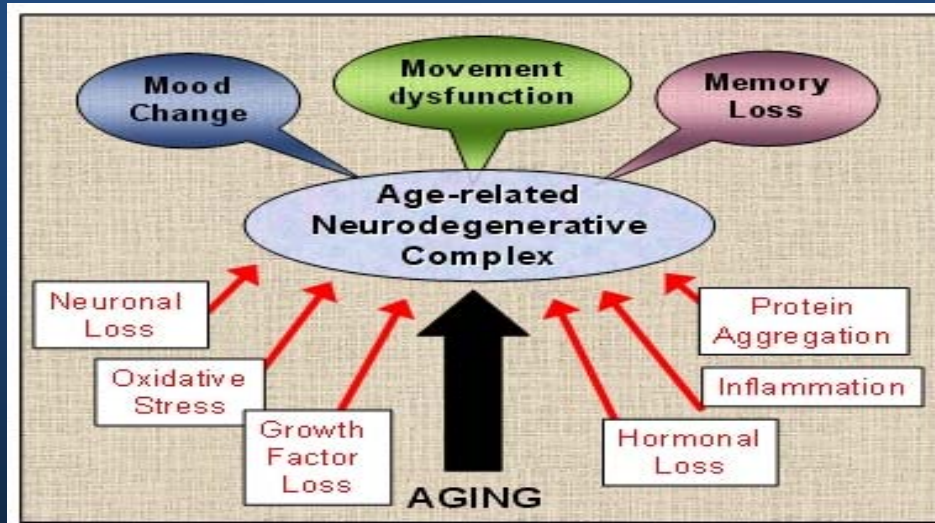 Mood
Change
Movement
dysfunction
Memory
Loss
Age-related
Neurodegenerative
Complex
Neuronal
Loss
Oxidative
Stress
Growth
Factor
Loss
AGING
Hormonal
Loss
Inflammation
Protein
Aggregation